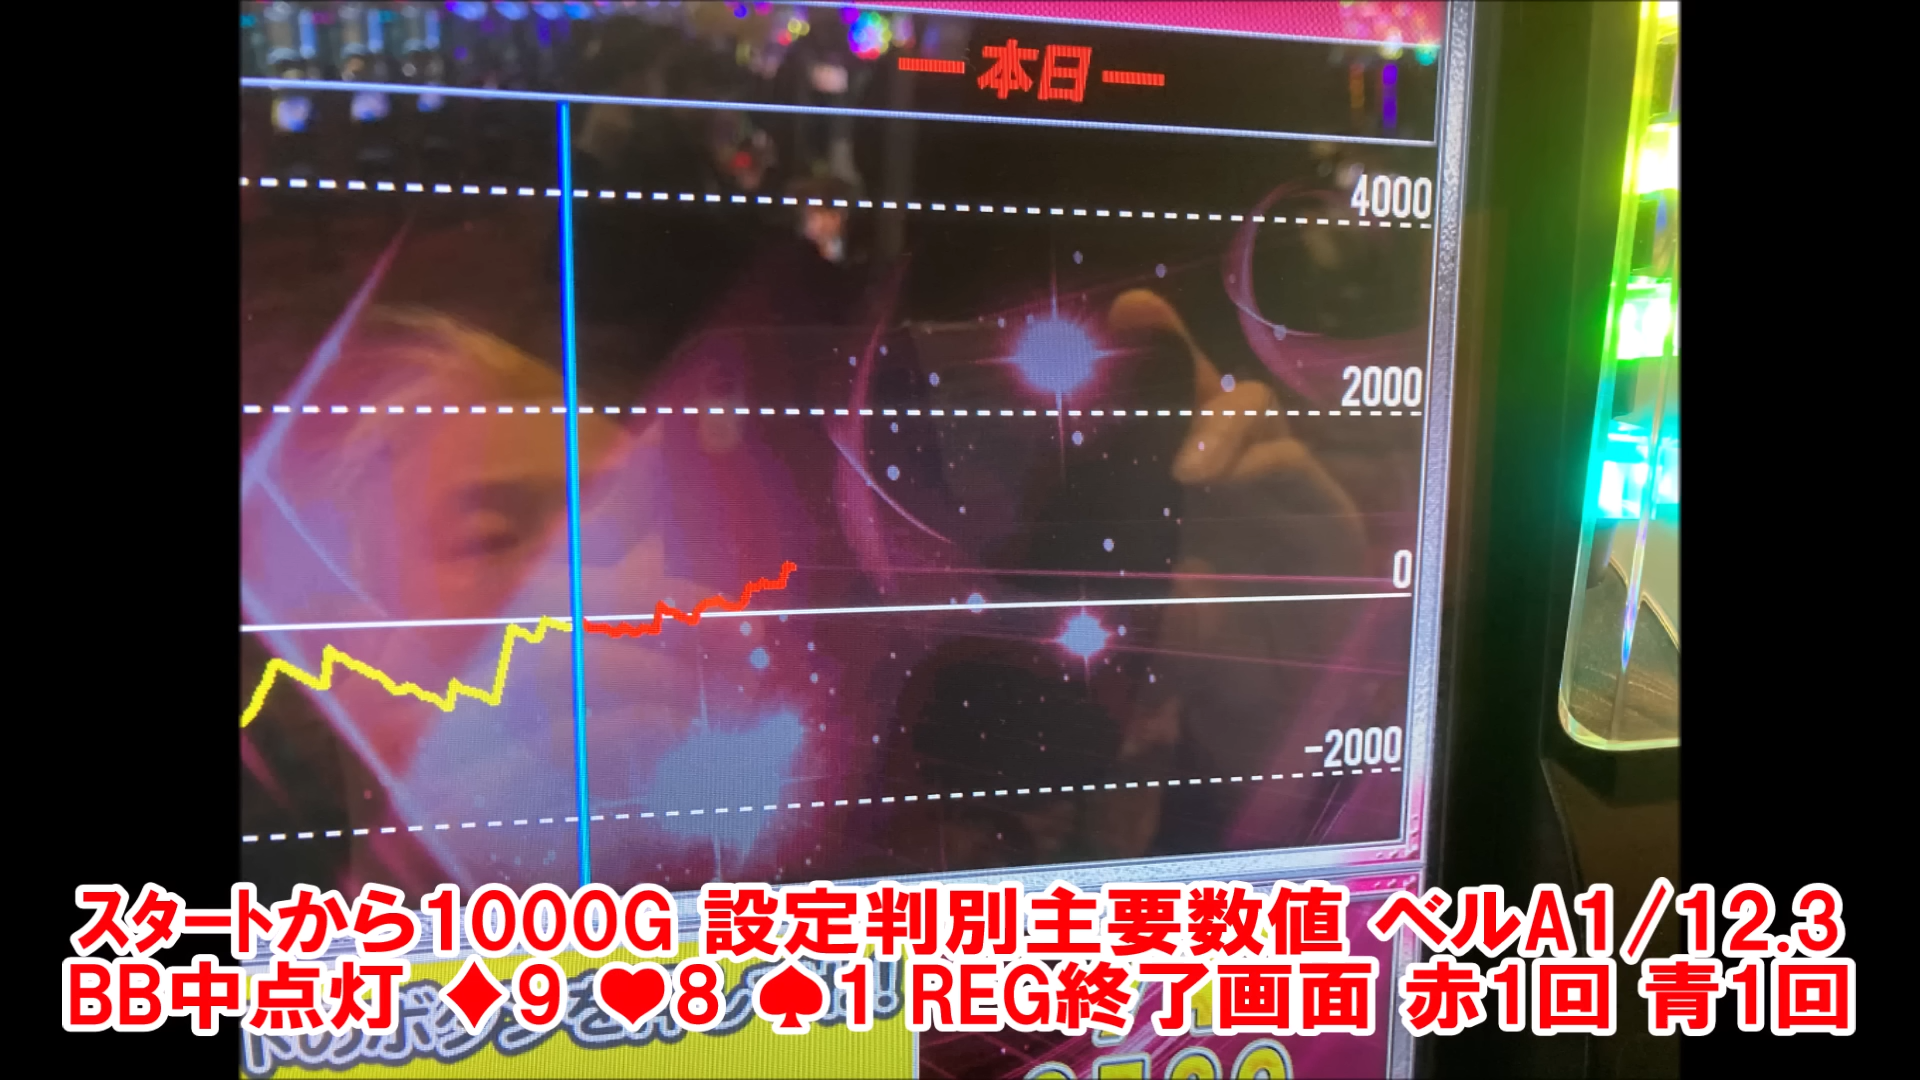 本日
4000
2000
0
-2000
スタートから1000G 設定判別主要数値 ベルA1/12.3
BB中点灯 ♦9 ♥8 ♠1 REG終了画面 赤1回 青1回